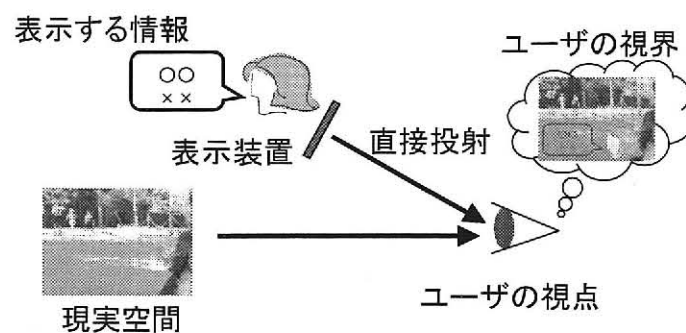 表示する情報
○○
××
表示装置
直接投射
ユーザの視界
現実空間
ユーザの視点